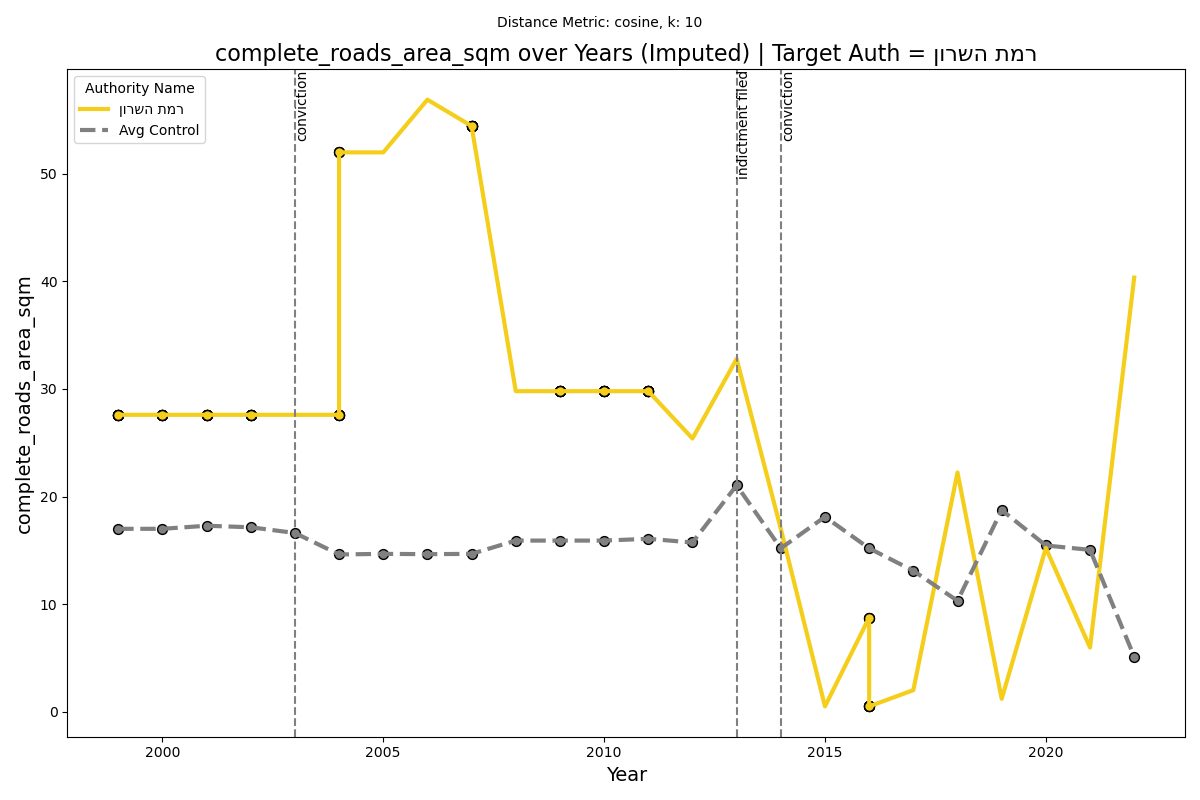 Distance Metric: cosine, k: 10
complete_roads_area_sqm over Years (Imputed) | Target Auth = רמת השרון
Authority Name
רמת השרון
Avg Control
conviction
indictment filed
conviction
complete_roads_area_sqm
50
40
30
20
10
0
2000
2005
2010
2015
2020
Year